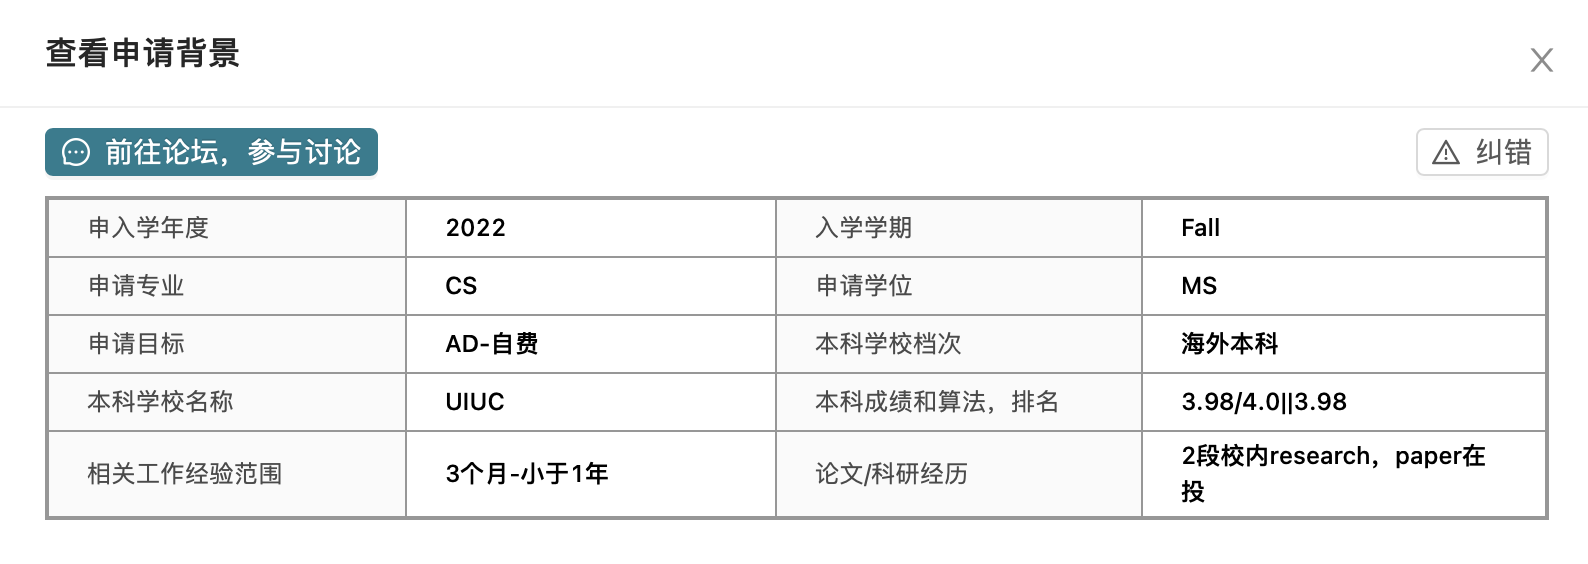 查看申请背景
前往论坛，参与讨论
纠错
申入学年度 2022 入学学期 Fall
申请专业 CS 申请学位 MS
申请目标 AD-自费 本科学校档次 海外本科
本科学校名称 UIUC 本科成绩和算法，排名 3.98/4.0||3.98
相关工作经验范围 3个月-小于1年 论文/科研经历 2段校内research，paper在
投